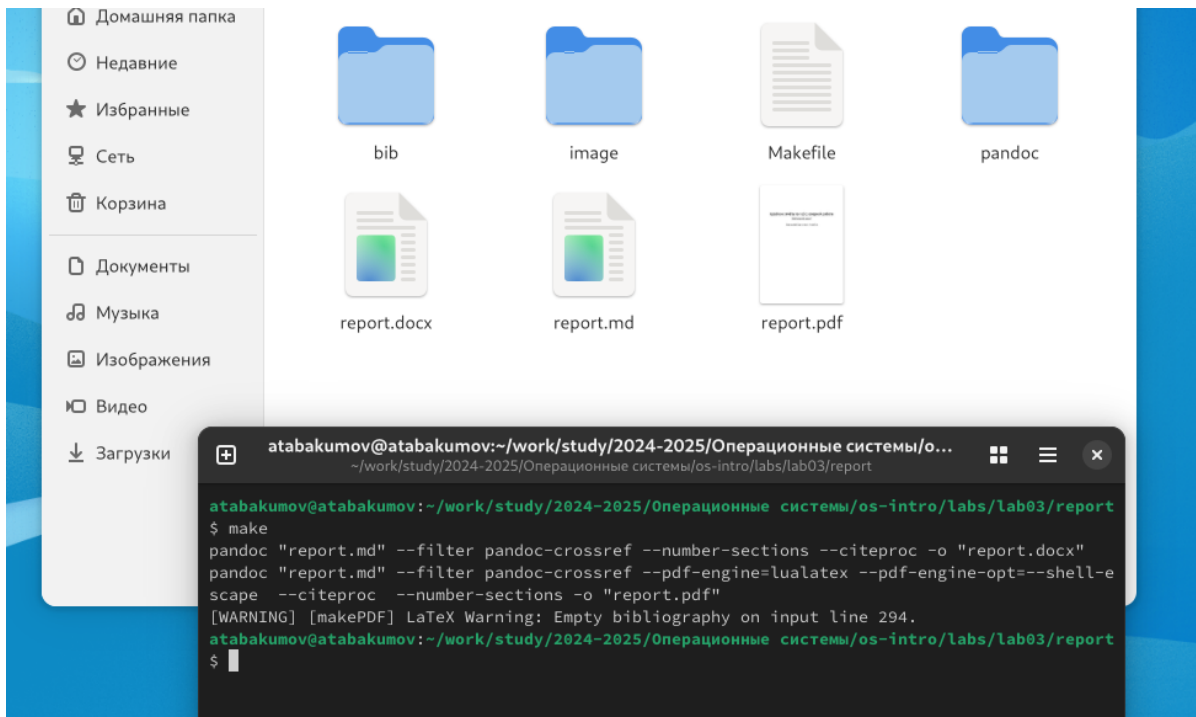 Домашняя папка
Недавние
Избранные
Сеть
Корзина
Документы
Музыка
Изображения
Видео
Загрузки
bib
image
Makefile
pandoc
report.docx
report.md
report.pdf
atabakumov@atabakumov:~/work/study/2024-2025/Операционные системы/о...
~/work/study/2024-2025/Операционные системы/os-intro/labs/lab03/report
atabakumov@atabakumov:~/work/study/2024-2025/Операционные системы/os-intro/labs/lab03/report
$ make
pandoc "report.md" --filter pandoc-crossref --number-sections --citeproc -o "report.docx"
pandoc "report.md" --filter pandoc-crossref --pdf-engine=lualatex --pdf-engine-opt=--shell-e
scape  --citeproc  --number-sections -o "report.pdf"
[WARNING] [makePDF] LaTeX Warning: Empty bibliography on input line 294.
atabakumov@atabakumov:~/work/study/2024-2025/Операционные системы/os-intro/labs/lab03/report
$